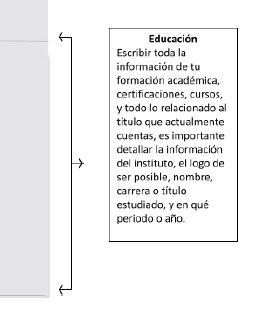 Educación
Escribir toda la
información de tu
formación académica,
certificaciones, cursos,
y todo lo relacionado al
título que actualmente
cuentas, es importante
detallar la información
del instituto, el logo de
ser posible, nombre,
carrera o título
estudiado, y en qué
periodo o año.